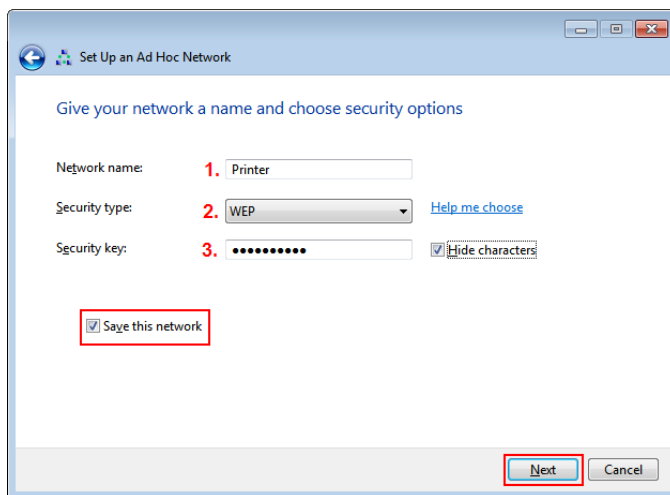 Set Up an Ad Hoc Network
Give your network a name and choose security options
Network name: 1. Printer
Security type: 2. WEP Help me choose
Security key: 3. •••••••••• Hide characters
Save this network
Next Cancel